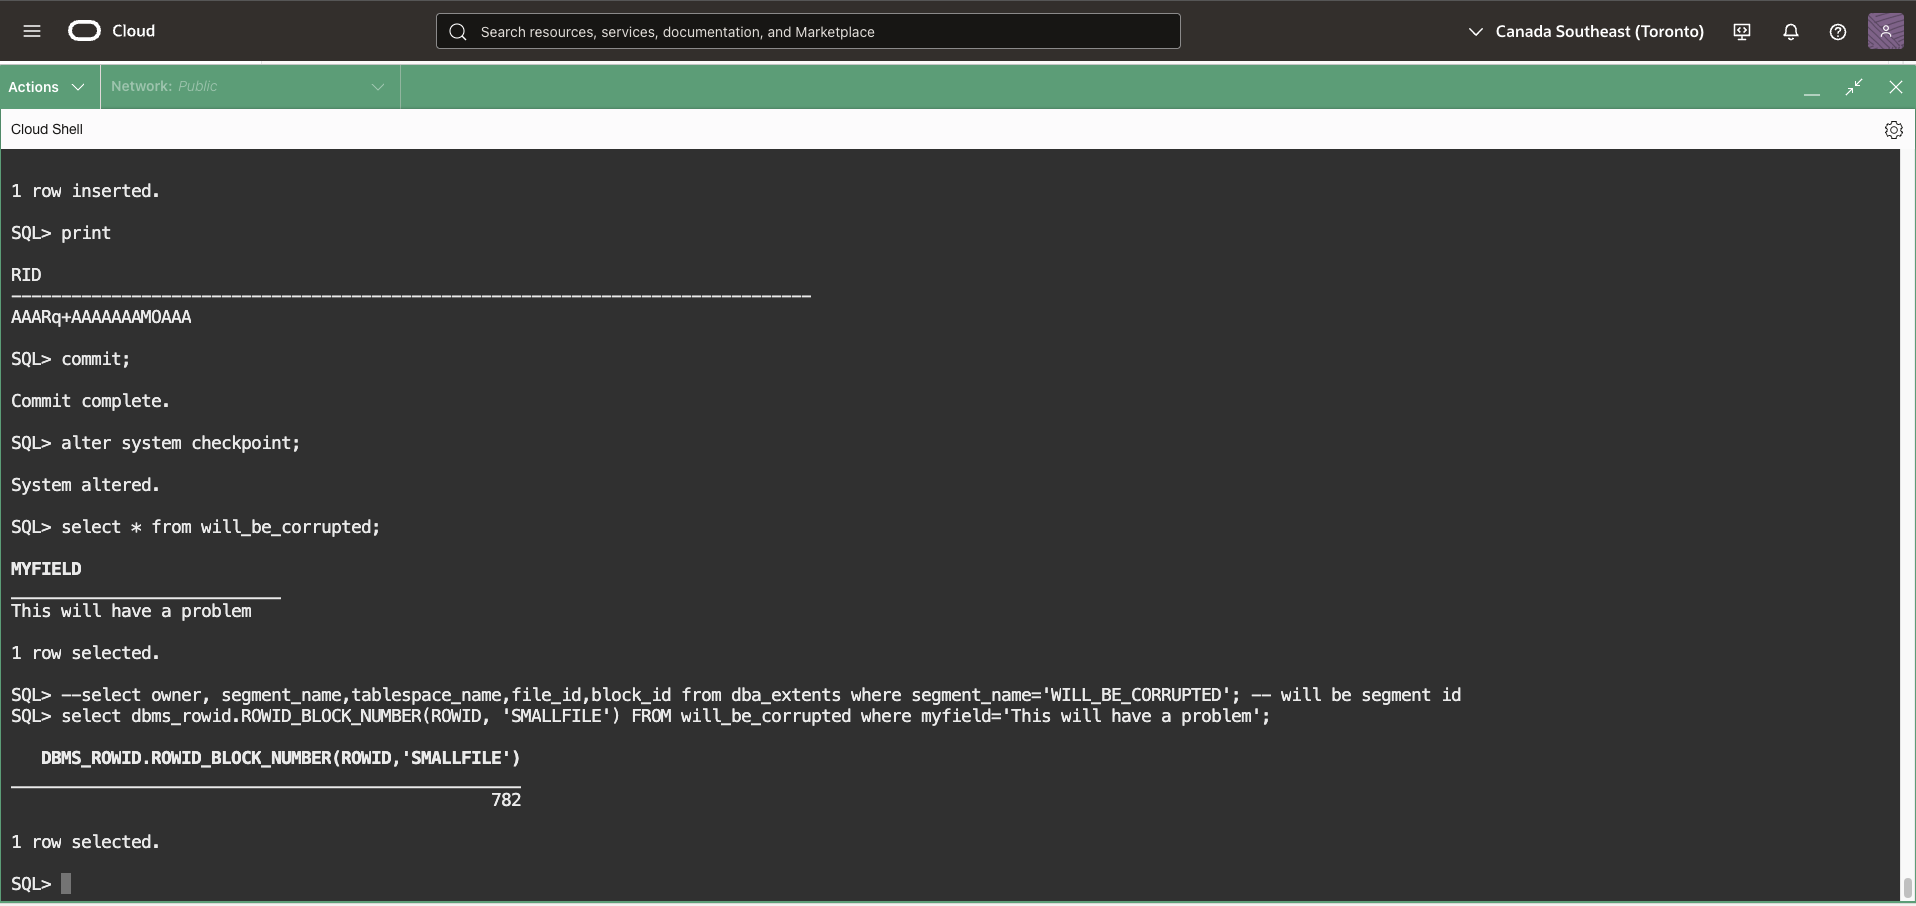 Cloud
Search resources, services, documentation, and Marketplace
Canada Southeast (Toronto)
Actions
Network: Public
Cloud Shell
1 row inserted.
SQL> print
RID
--------------------------------------------------------------------------------
AAARq+AAAAAAAMOAAA
SQL> commit;
Commit complete.
SQL> alter system checkpoint;
System altered.
SQL> select * from will_be_corrupted;
MYFIELD
___________________________
This will have a problem
1 row selected.
SQL> --select owner, segment_name,tablespace_name,file_id,block_id from dba_extents where segment_name='WILL_BE_CORRUPTED'; -- will be segment id
SQL> select dbms_rowid.ROWID_BLOCK_NUMBER(ROWID, 'SMALLFILE') FROM will_be_corrupted where myfield='This will have a problem';
DBMS_ROWID.ROWID_BLOCK_NUMBER(ROWID,'SMALLFILE')
___________________________________________________
782
1 row selected.
SQL>